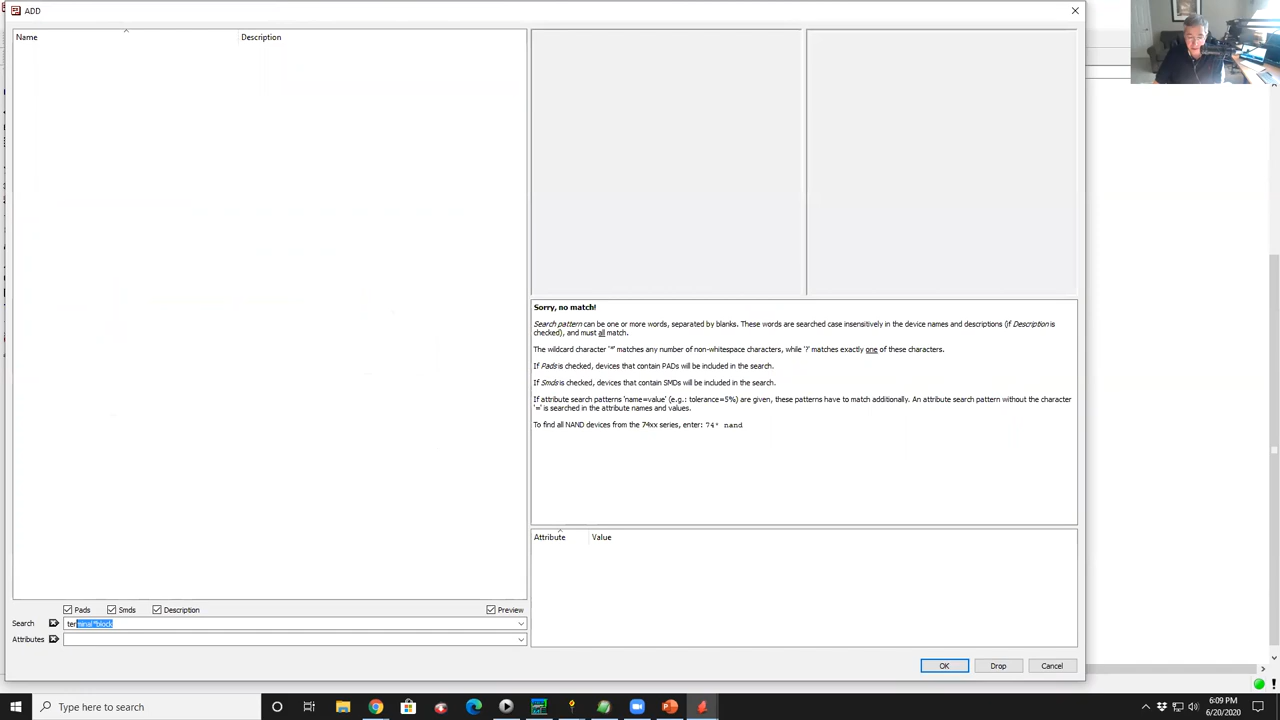 ADD
Name Description
Sorry, no match!
Search pattern can be one or more words, separated by blanks. These words are searched case insensitively in the device names and descriptions (if Description is
checked), and must all match.
The wildcard character '*' matches any number of non-whitespace characters, while '?' matches exactly one of these characters.
If Pads is checked, devices that contain PADs will be included in the search.
If Smds is checked, devices that contain SMDs will be included in the search.
If attribute search patterns 'name=value' (e.g.: tolerance=5%) are given, these patterns have to match additionally. An attribute search pattern without the character
'=' is searched in the attribute names and values.
To find all NAND devices from the 74xx series, enter: 74* nand
Attribute Value
Pads Smds Description Preview
Search terminal*block
Attributes
OK Drop Cancel
Type here to search
6:09 PM
6/20/2020